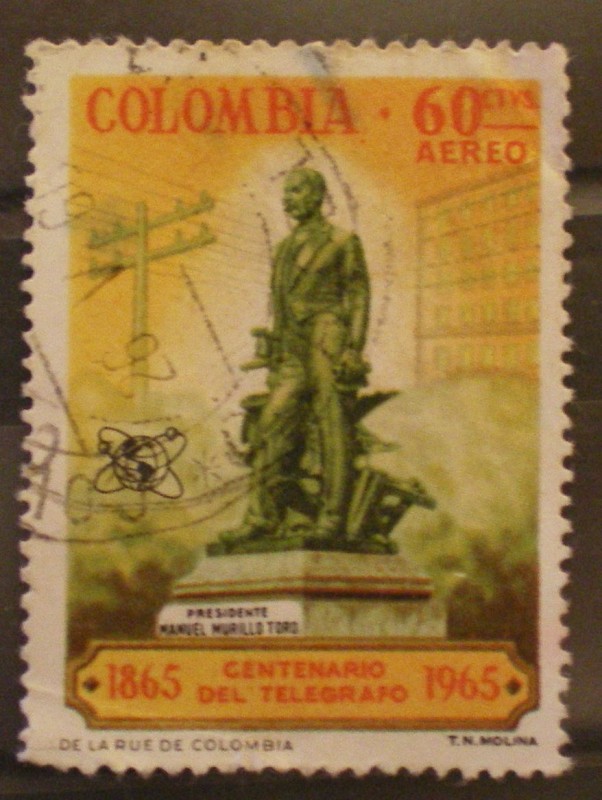 COLOMBIA · 60 CTVS.
AEREO
PRESIDENTE
MANUEL MURILLO TORO
1865 CENTENARIO DEL TELEGRAFO 1965
DE LA RUE DE COLOMBIA
T.N. MOLINA